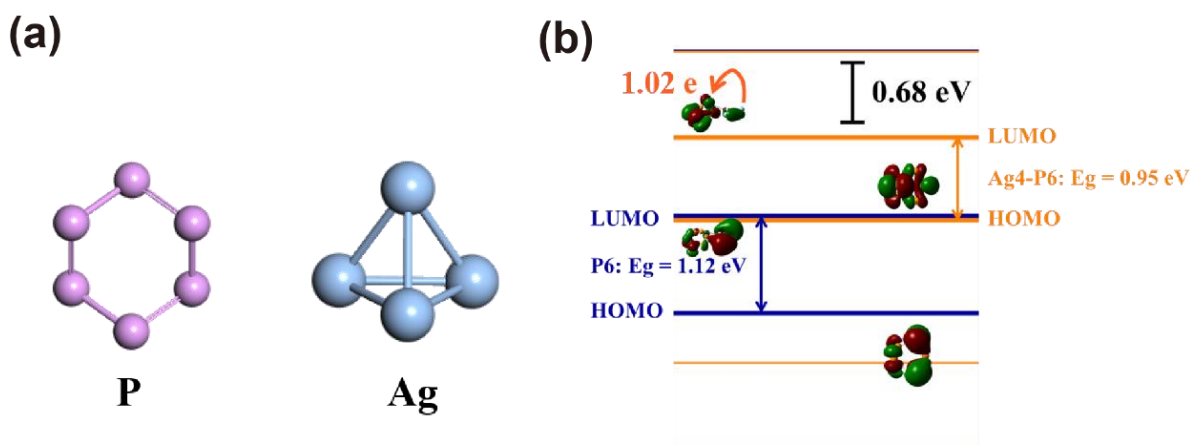 (a)
P
Ag
(b)
1.02 e
0.68 eV
LUMO
Ag4-P6: Eg = 0.95 eV
HOMO
LUMO
P6: Eg = 1.12 eV
HOMO